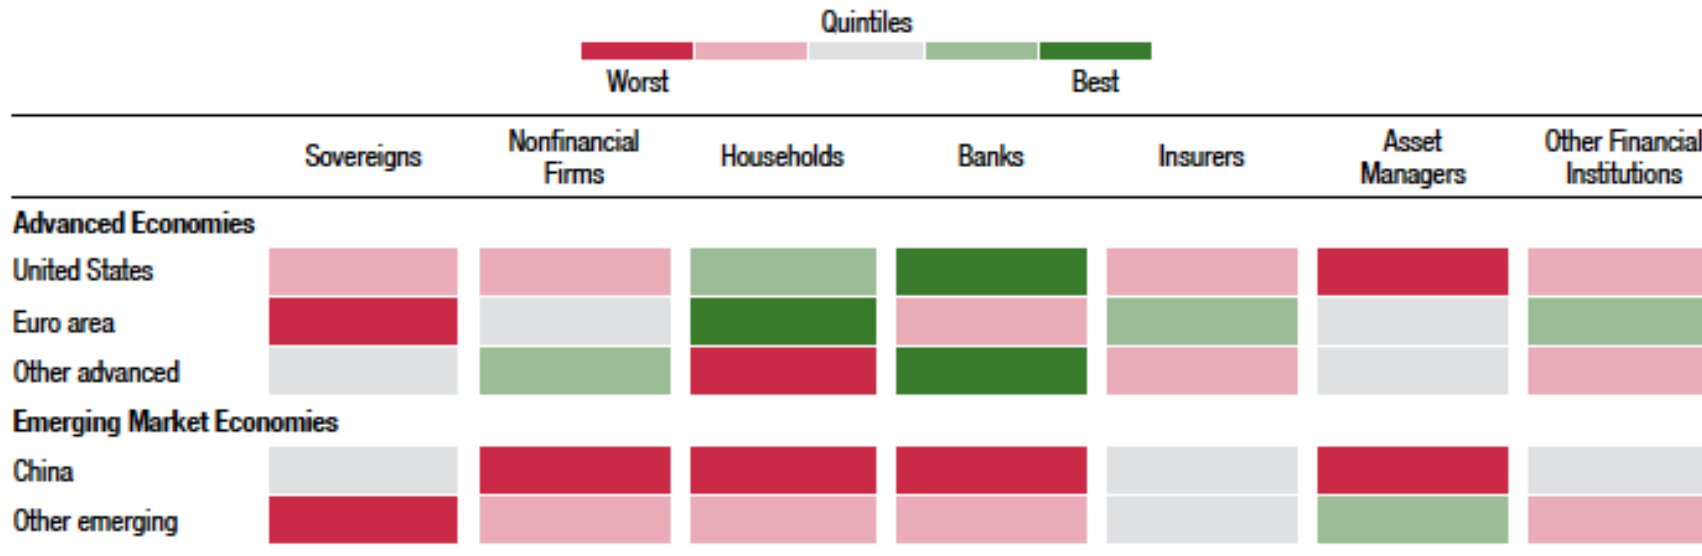 Quintiles
Worst Best
Sovereigns Nonfinancial Firms Households Banks Insurers Asset Managers Other Financial Institutions
Advanced Economies
United States
Euro area
Other advanced
Emerging Market Economies
China
Other emerging